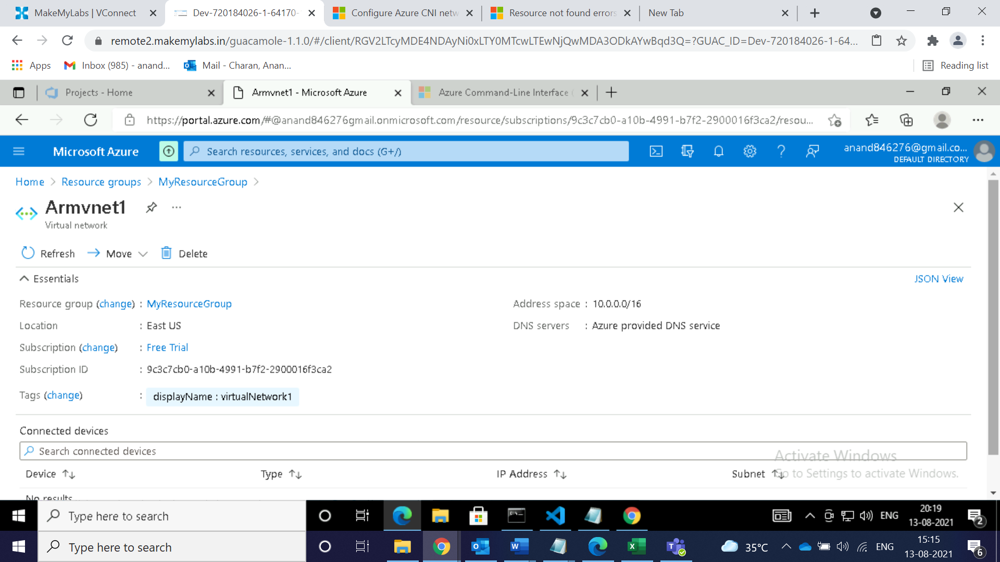 MakeMyLabs | VConnect
Dev-720184026-1-64170-
Configure Azure CNI netw
Resource not found errors
New Tab
remote2.makemylabs.in/guacamole-1.1.0/#/client/RGV2LTcyMDE4NDAyNi0xLTY0MTcwLTEwNjQwMDA3ODkAYwBqd3Q=?GUAC_ID=Dev-720184026-1-64...
Apps
Inbox (985) - anand...
Mail - Charan, Anan...
Reading list
Projects - Home
Armvnet1 - Microsoft Azure
Azure Command-Line Interface (
https://portal.azure.com/#@anand846276gmail.onmicrosoft.com/resource/subscriptions/9c3c7cb0-a10b-4991-b7f2-2900016f3ca2/resou...
Microsoft Azure
Search resources, services, and docs (G+/)
anand846276@gmail.co...
DEFAULT DIRECTORY
Home > Resource groups > MyResourceGroup >
Armvnet1
...
Virtual network
Refresh
Move
Delete
Essentials
JSON View
Resource group (change) : MyResourceGroup
Address space : 10.0.0.0/16
Location : East US
DNS servers : Azure provided DNS service
Subscription (change) : Free Trial
Subscription ID : 9c3c7cb0-a10b-4991-b7f2-2900016f3ca2
Tags (change) : displayName : virtualNetwork1
Connected devices
Search connected devices
Activate Windows
Device
Type
IP Address
Subnet
Go to Settings to activate Windows.
No results.
Type here to search
ENG
20:19
13-08-2021
2
Type here to search
35°C
ENG
15:15
13-08-2021
6